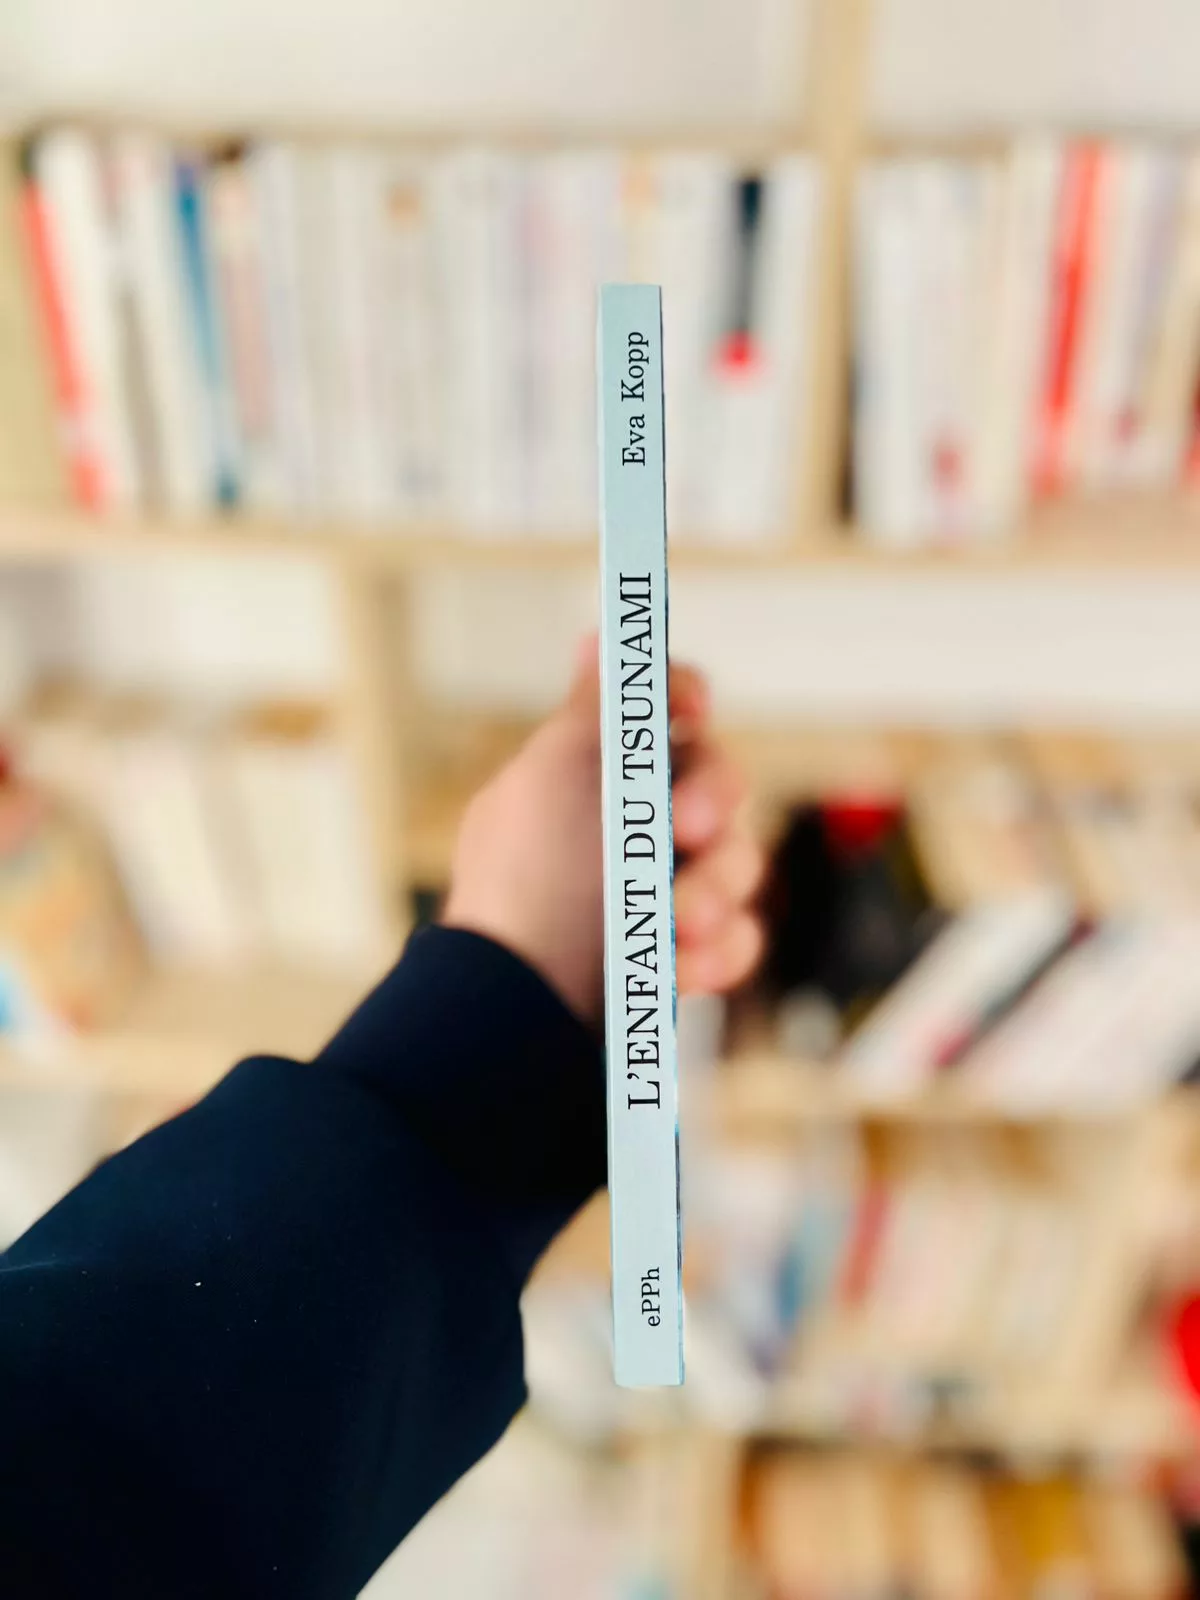 Eva Kopp
L'ENFANT DU TSUNAMI
ePPh